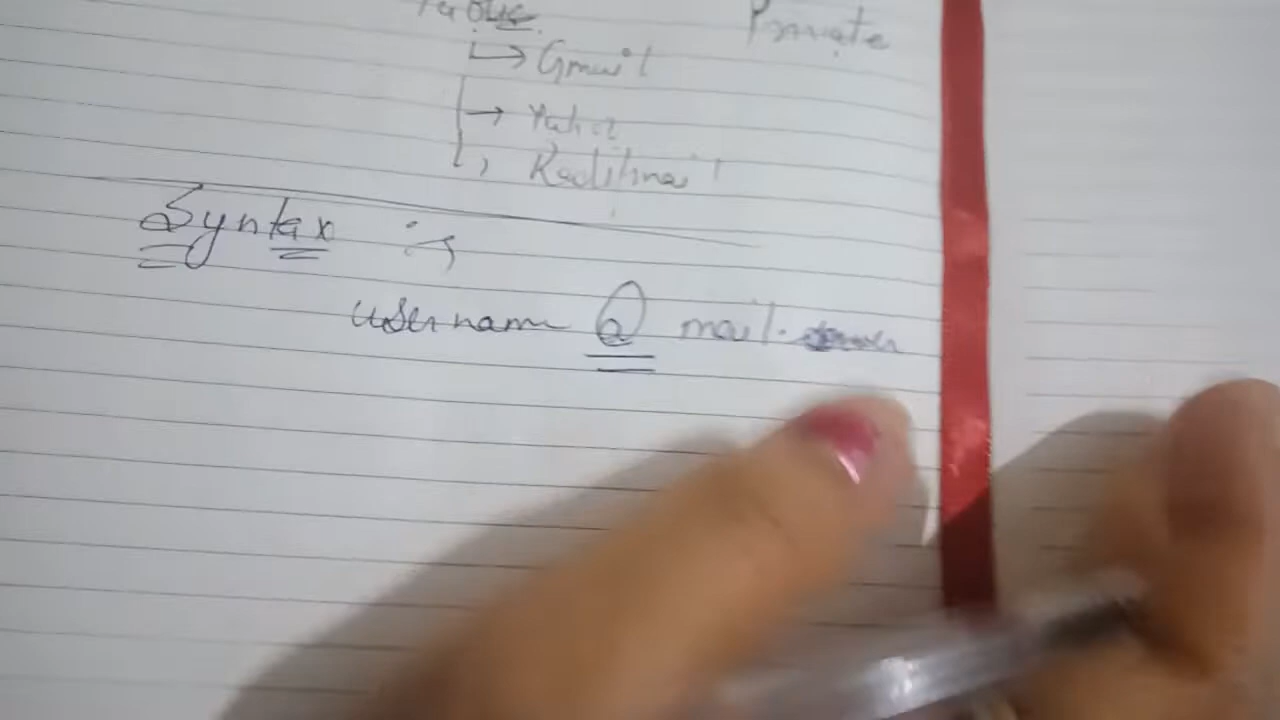 Private
→ Gmail
→ Yahoo
Rediffmail
Syntax :→
username @ mail.